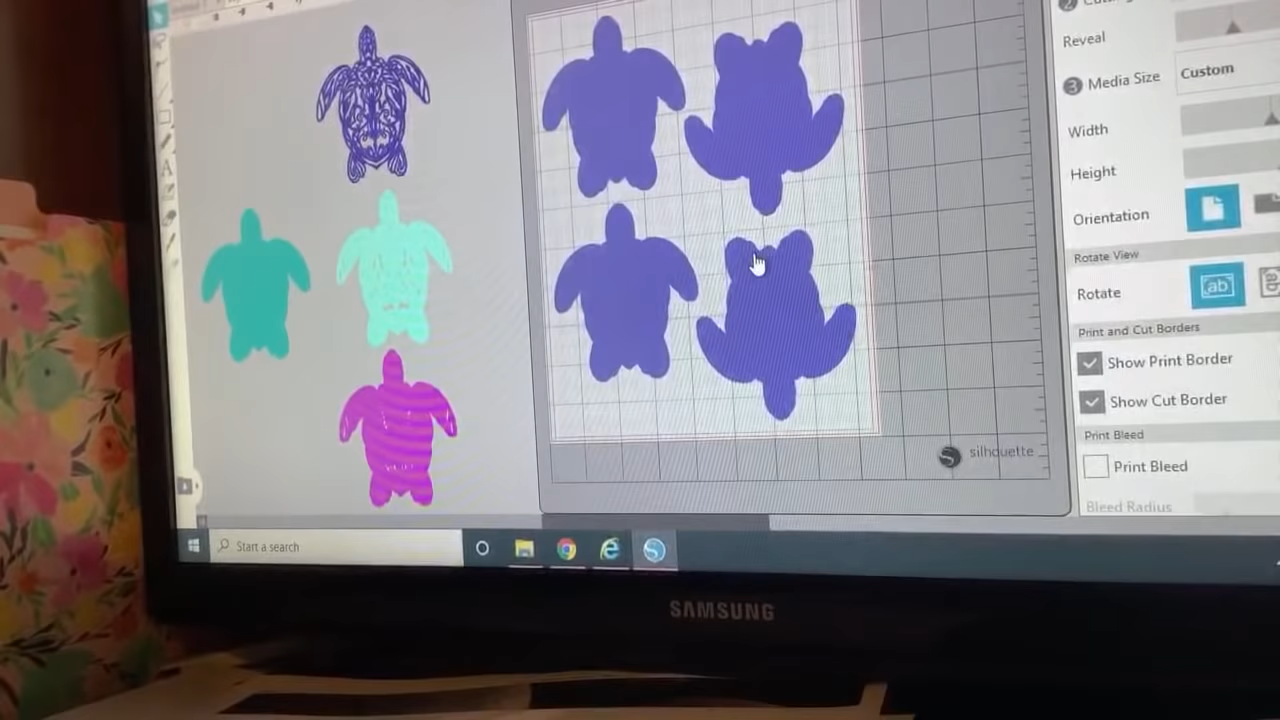 Reveal
3 Media Size
Custom
Width
Height
Orientation
Rotate View
Rotate
ab
Print and Cut Borders
Show Print Border
Show Cut Border
Print Bleed
Print Bleed
Bleed Radius
silhouette
Start a search
SAMSUNG